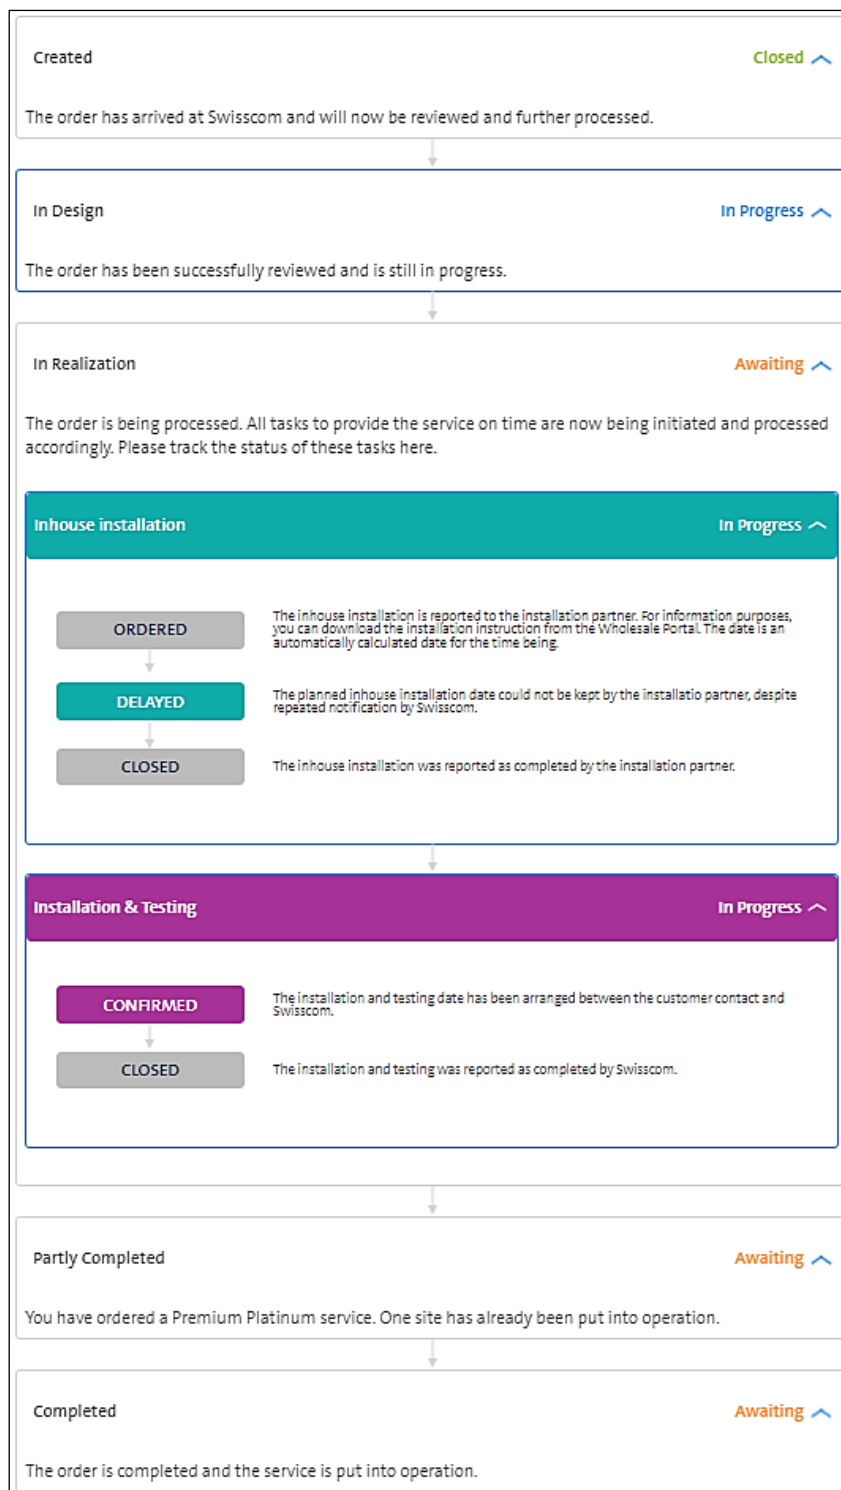 Created Closed
The order has arrived at Swisscom and will now be reviewed and further processed.
In Design In Progress
The order has been successfully reviewed and is still in progress.
In Realization Awaiting
The order is being processed. All tasks to provide the service on time are now being initiated and processed
accordingly. Please track the status of these tasks here.
Inhouse installation In Progress
ORDERED
The inhouse installation is reported to the installation partner. For information purposes,
you can download the installation instruction from the Wholesale Portal. The date is an
automatically calculated date for the time being.
DELAYED
The planned inhouse installation date could not be kept by the installatio partner, despite
repeated notification by Swisscom.
CLOSED
The inhouse installation was reported as completed by the installation partner.
Installation & Testing In Progress
CONFIRMED
The installation and testing date has been arranged between the customer contact and
Swisscom.
CLOSED
The installation and testing was reported as completed by Swisscom.
Partly Completed Awaiting
You have ordered a Premium Platinum service. One site has already been put into operation.
Completed Awaiting
The order is completed and the service is put into operation.